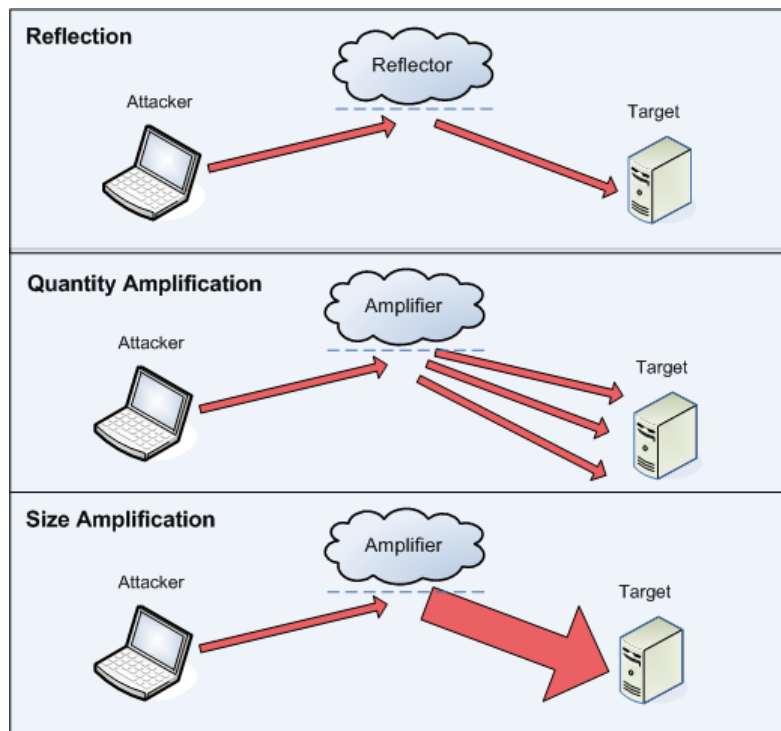 Reflection
Reflector
Attacker
Target
Quantity Amplification
Amplifier
Attacker
Target
Size Amplification
Amplifier
Attacker
Target